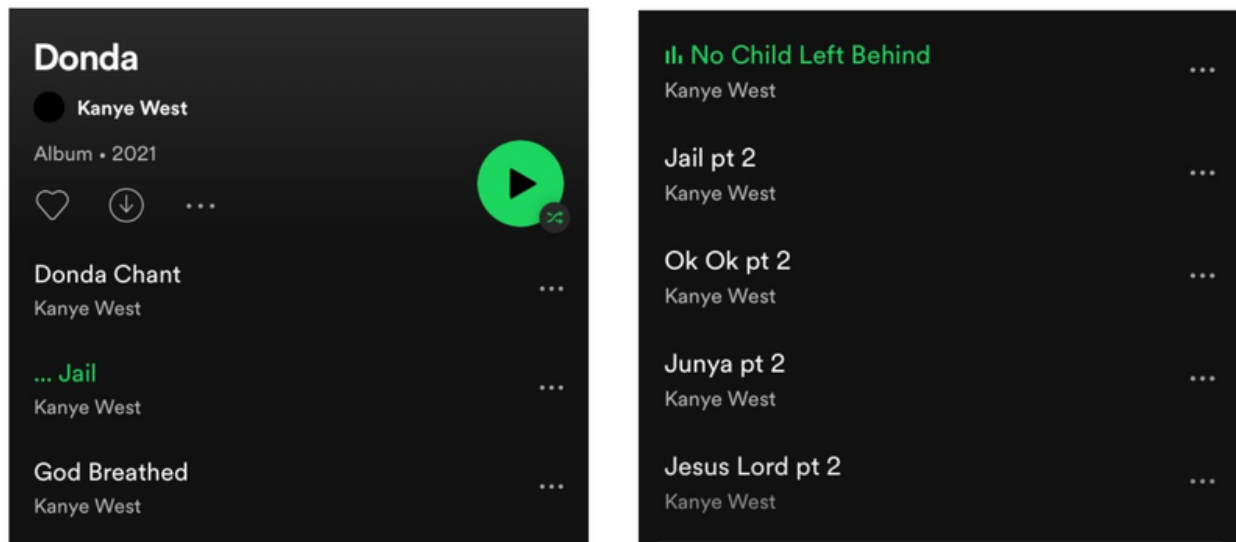 Donda
Kanye West
Album • 2021
Donda Chant
Kanye West
... Jail
Kanye West
God Breathed
Kanye West
No Child Left Behind
Kanye West
Jail pt 2
Kanye West
Ok Ok pt 2
Kanye West
Junya pt 2
Kanye West
Jesus Lord pt 2
Kanye West